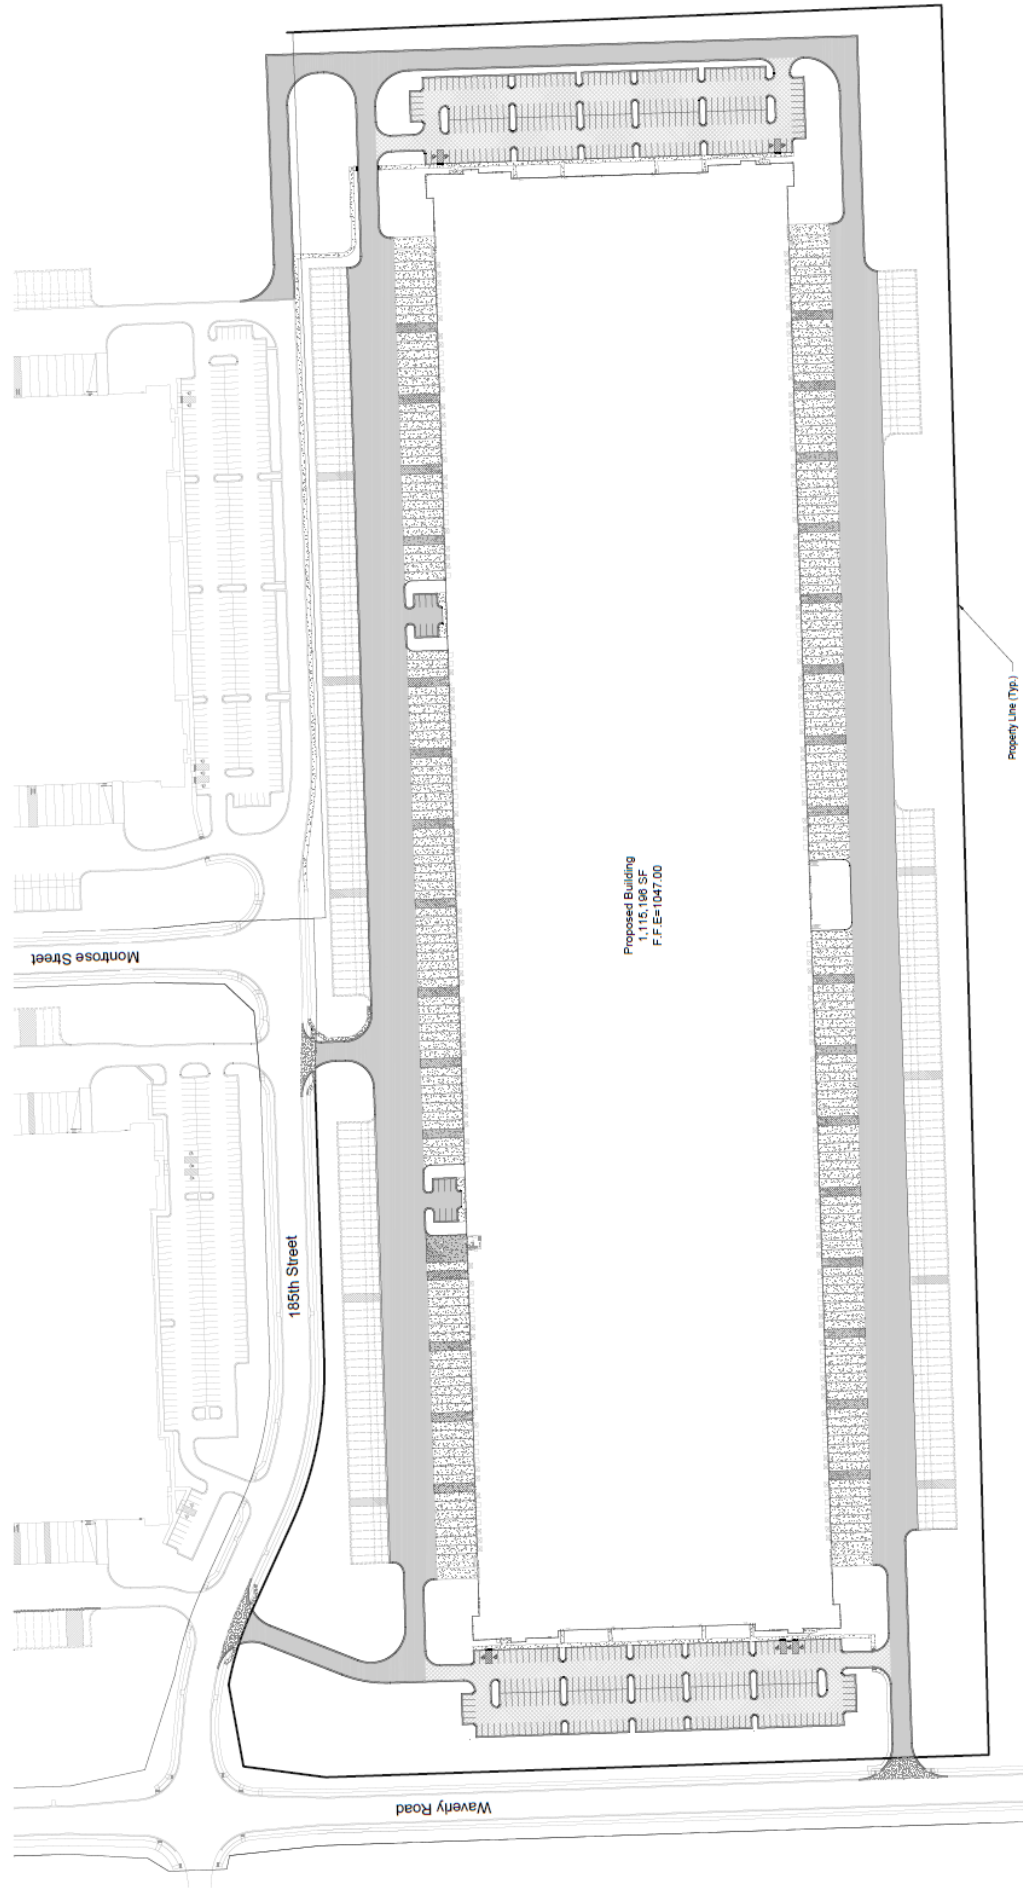 Property Line (Typ.)
Proposed Building
1,115,196 SF
F.F.E=1047.00
Montrose Street
185th Street
Waverly Road